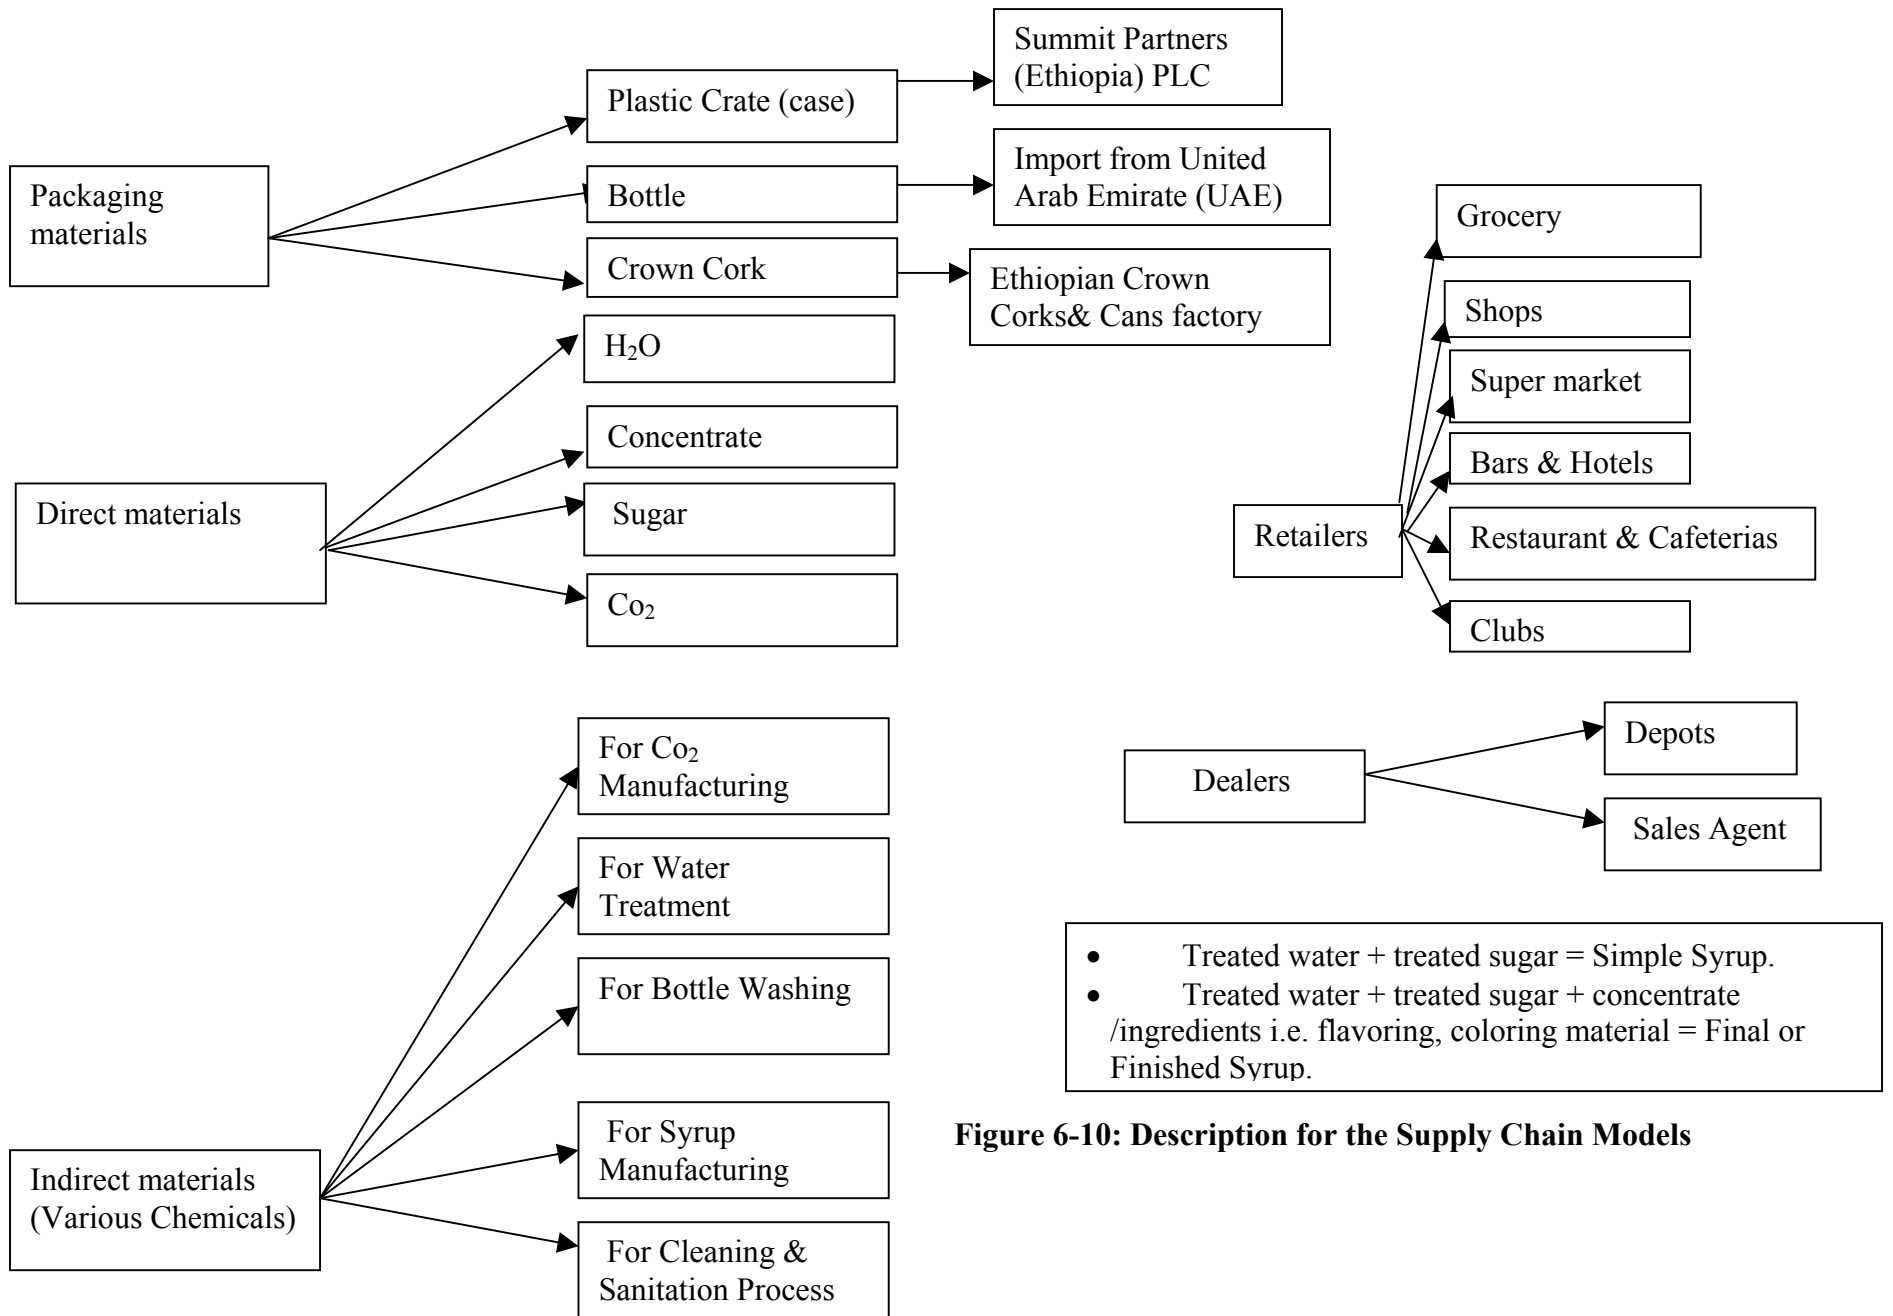 Packaging
materials
Plastic Crate (case)
Bottle
Crown Cork
Summit Partners
(Ethiopia) PLC
Import from United
Arab Emirate (UAE)
Ethiopian Crown
Corks& Cans factory
Direct materials
H₂O
Concentrate
Sugar
Co₂
Indirect materials
(Various Chemicals)
For Co₂
Manufacturing
For Water
Treatment
For Bottle Washing
For Syrup
Manufacturing
For Cleaning &
Sanitation Process
Retailers
Grocery
Shops
Super market
Bars & Hotels
Restaurant & Cafeterias
Clubs
Dealers
Depots
Sales Agent
• Treated water + treated sugar = Simple Syrup.
• Treated water + treated sugar + concentrate
/ingredients i.e. flavoring, coloring material = Final or
Finished Syrup.
Figure 6-10: Description for the Supply Chain Models